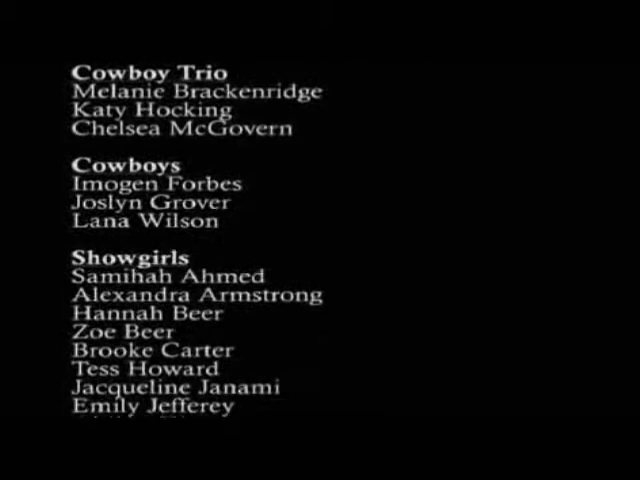 Cowboy Trio
Melanie Brackenridge
Katy Hocking
Chelsea McGovern
Cowboys
Imogen Forbes
Joslyn Grover
Lana Wilson
Showgirls
Samihah Ahmed
Alexandra Armstrong
Hannah Beer
Zoe Beer
Brooke Carter
Tess Howard
Jacqueline Janami
Emily Jefferey